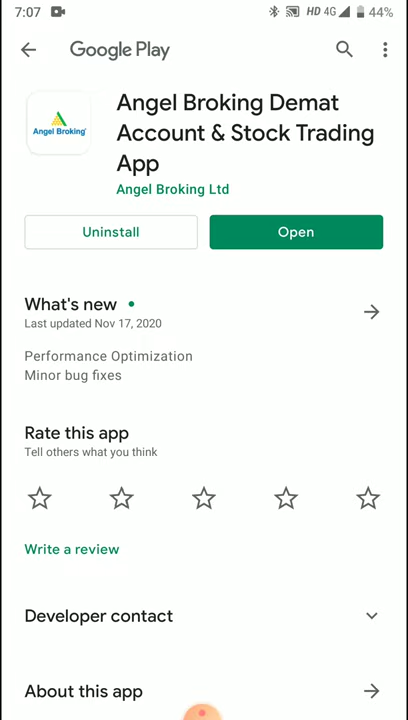 7:07 HD 4G 44%
Google Play
Angel Broking Demat
Account & Stock Trading
App
Angel Broking
Angel Broking Ltd
Uninstall Open
What's new
Last updated Nov 17, 2020
Performance Optimization
Minor bug fixes
Rate this app
Tell others what you think
Write a review
Developer contact
About this app